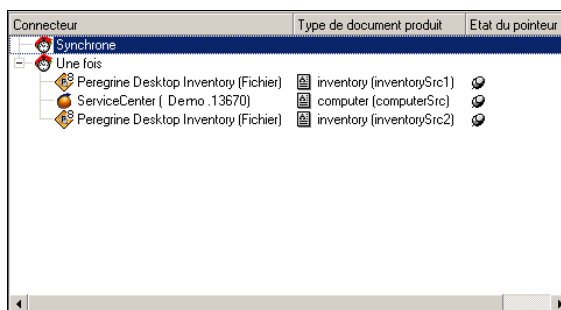 Connecteur Type de document produit Etat du pointeur
Synchrone
Une fois
Peregrine Desktop Inventory (Fichier) inventory (inventorySrc1)
ServiceCenter ( Demo .13670) computer (computerSrc)
Peregrine Desktop Inventory (Fichier) inventory (inventorySrc2)